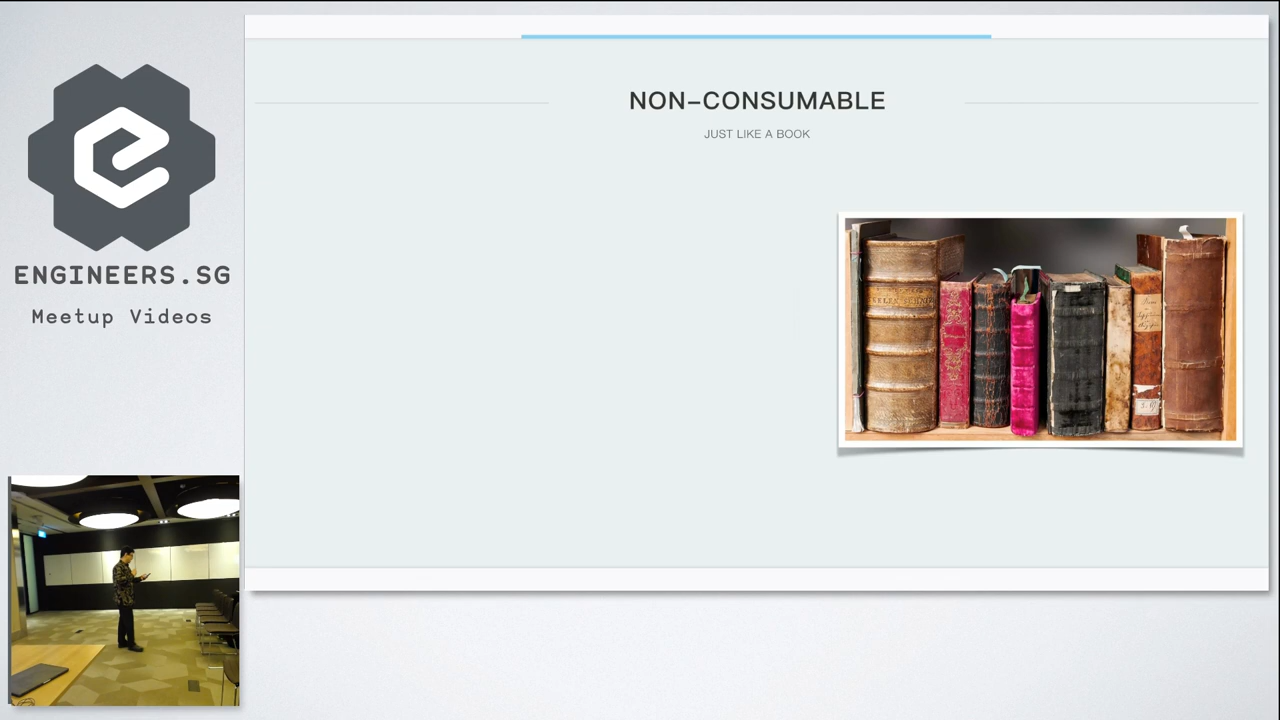 ENGINEERS.SG
Meetup Videos
NON–CONSUMABLE
JUST LIKE A BOOK